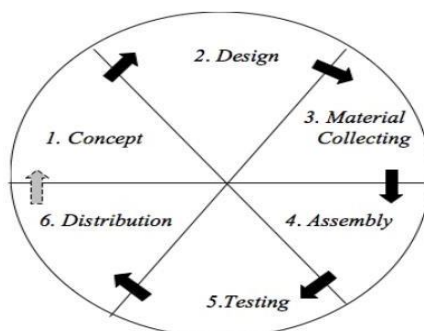 2. Design
3. Material
Collecting
1. Concept
6. Distribution
4. Assembly
5.Testing